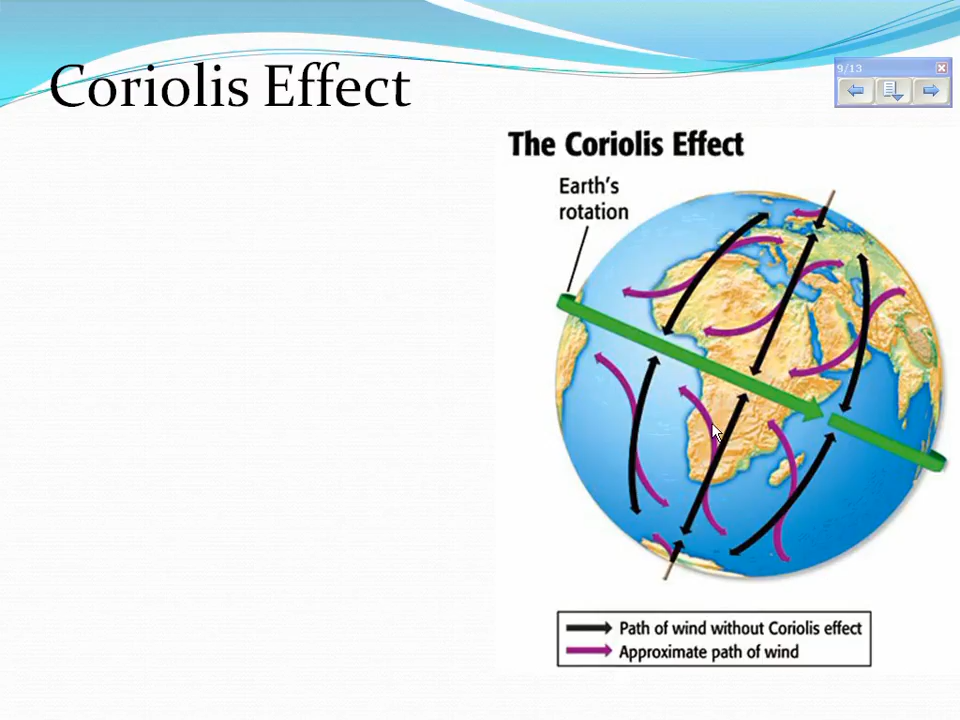 Coriolis Effect
9/13
The Coriolis Effect
Earth's
rotation
Path of wind without Coriolis effect
Approximate path of wind